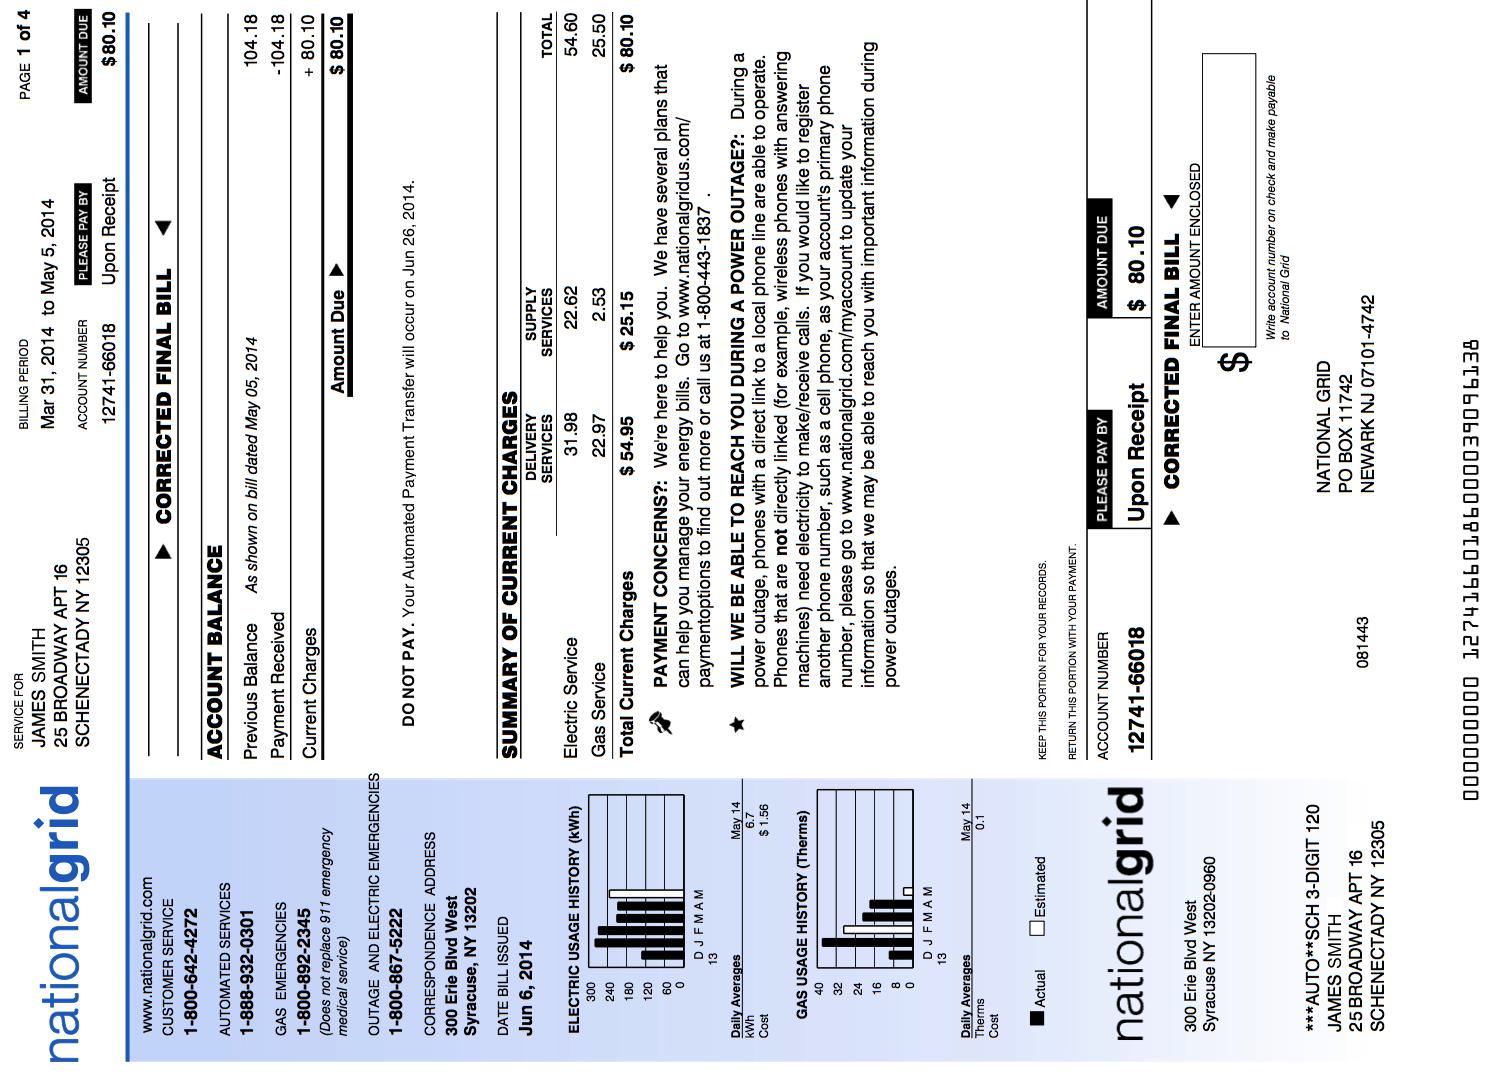 nationalgrid
SERVICE FOR
JAMES SMITH
25 BROADWAY APT 16
SCHENECTADY NY 12305
BILLING PERIOD
Mar 31, 2014 to May 5, 2014
PAGE 1 of 4
ACCOUNT NUMBER
12741-66018
PLEASE PAY BY
Upon Receipt
AMOUNT DUE
$ 80.10
www.nationalgrid.com
CUSTOMER SERVICE
1-800-642-4272
AUTOMATED SERVICES
1-888-932-0301
GAS EMERGENCIES
1-800-892-2345
(Does not replace 911 emergency
medical service)
OUTAGE AND ELECTRIC EMERGENCIES
1-800-867-5222
CORRESPONDENCE ADDRESS
300 Erie Blvd West
Syracuse, NY 13202
DATE BILL ISSUED
Jun 6, 2014
ELECTRIC USAGE HISTORY (kWh)
300
240
180
120
60
0
D J F M A M
13
Daily Averages May 14
kWh 6.7
Cost $ 1.56
GAS USAGE HISTORY (Therms)
40
32
24
16
8
0
D J F M A M
13
Daily Averages May 14
Therms 0.1
Cost
Actual Estimated
▶ CORRECTED FINAL BILL ◀
ACCOUNT BALANCE
Previous Balance As shown on bill dated May 05, 2014 104.18
Payment Received -104.18
Current Charges + 80.10
Amount Due ▶ $ 80.10
DO NOT PAY. Your Automated Payment Transfer will occur on Jun 26, 2014.
SUMMARY OF CURRENT CHARGES
DELIVERY SUPPLY
SERVICES SERVICES TOTAL
Electric Service 31.98 22.62 54.60
Gas Service 22.97 2.53 25.50
Total Current Charges $ 54.95 $ 25.15 $ 80.10
PAYMENT CONCERNS?: We're here to help you. We have several plans that
can help you manage your energy bills. Go to www.nationalgridus.com/
paymentoptions to find out more or call us at 1-800-443-1837 .
★ WILL WE BE ABLE TO REACH YOU DURING A POWER OUTAGE?: During a
power outage, phones with a direct link to a local phone line are able to operate.
Phones that are not directly linked (for example, wireless phones with answering
machines) need electricity to make/receive calls. If you would like to register
another phone number, such as a cell phone, as your account's primary phone
number, please go to www.nationalgrid.com/myaccount to update your
information so that we may be able to reach you with important information during
power outages.
KEEP THIS PORTION FOR YOUR RECORDS.
RETURN THIS PORTION WITH YOUR PAYMENT.
nationalgrid
300 Erie Blvd West
Syracuse NY 13202-0960
ACCOUNT NUMBER
12741-66018
PLEASE PAY BY
Upon Receipt
AMOUNT DUE
$ 80.10
▶ CORRECTED FINAL BILL ◀
ENTER AMOUNT ENCLOSED
$
Write account number on check and make payable
to National Grid
***AUTO**SCH 3-DIGIT 120
JAMES SMITH
25 BROADWAY APT 16
SCHENECTADY NY 12305
081443
NATIONAL GRID
PO BOX 11742
NEWARK NJ 07101-4742
000000000 12741660186000039096138